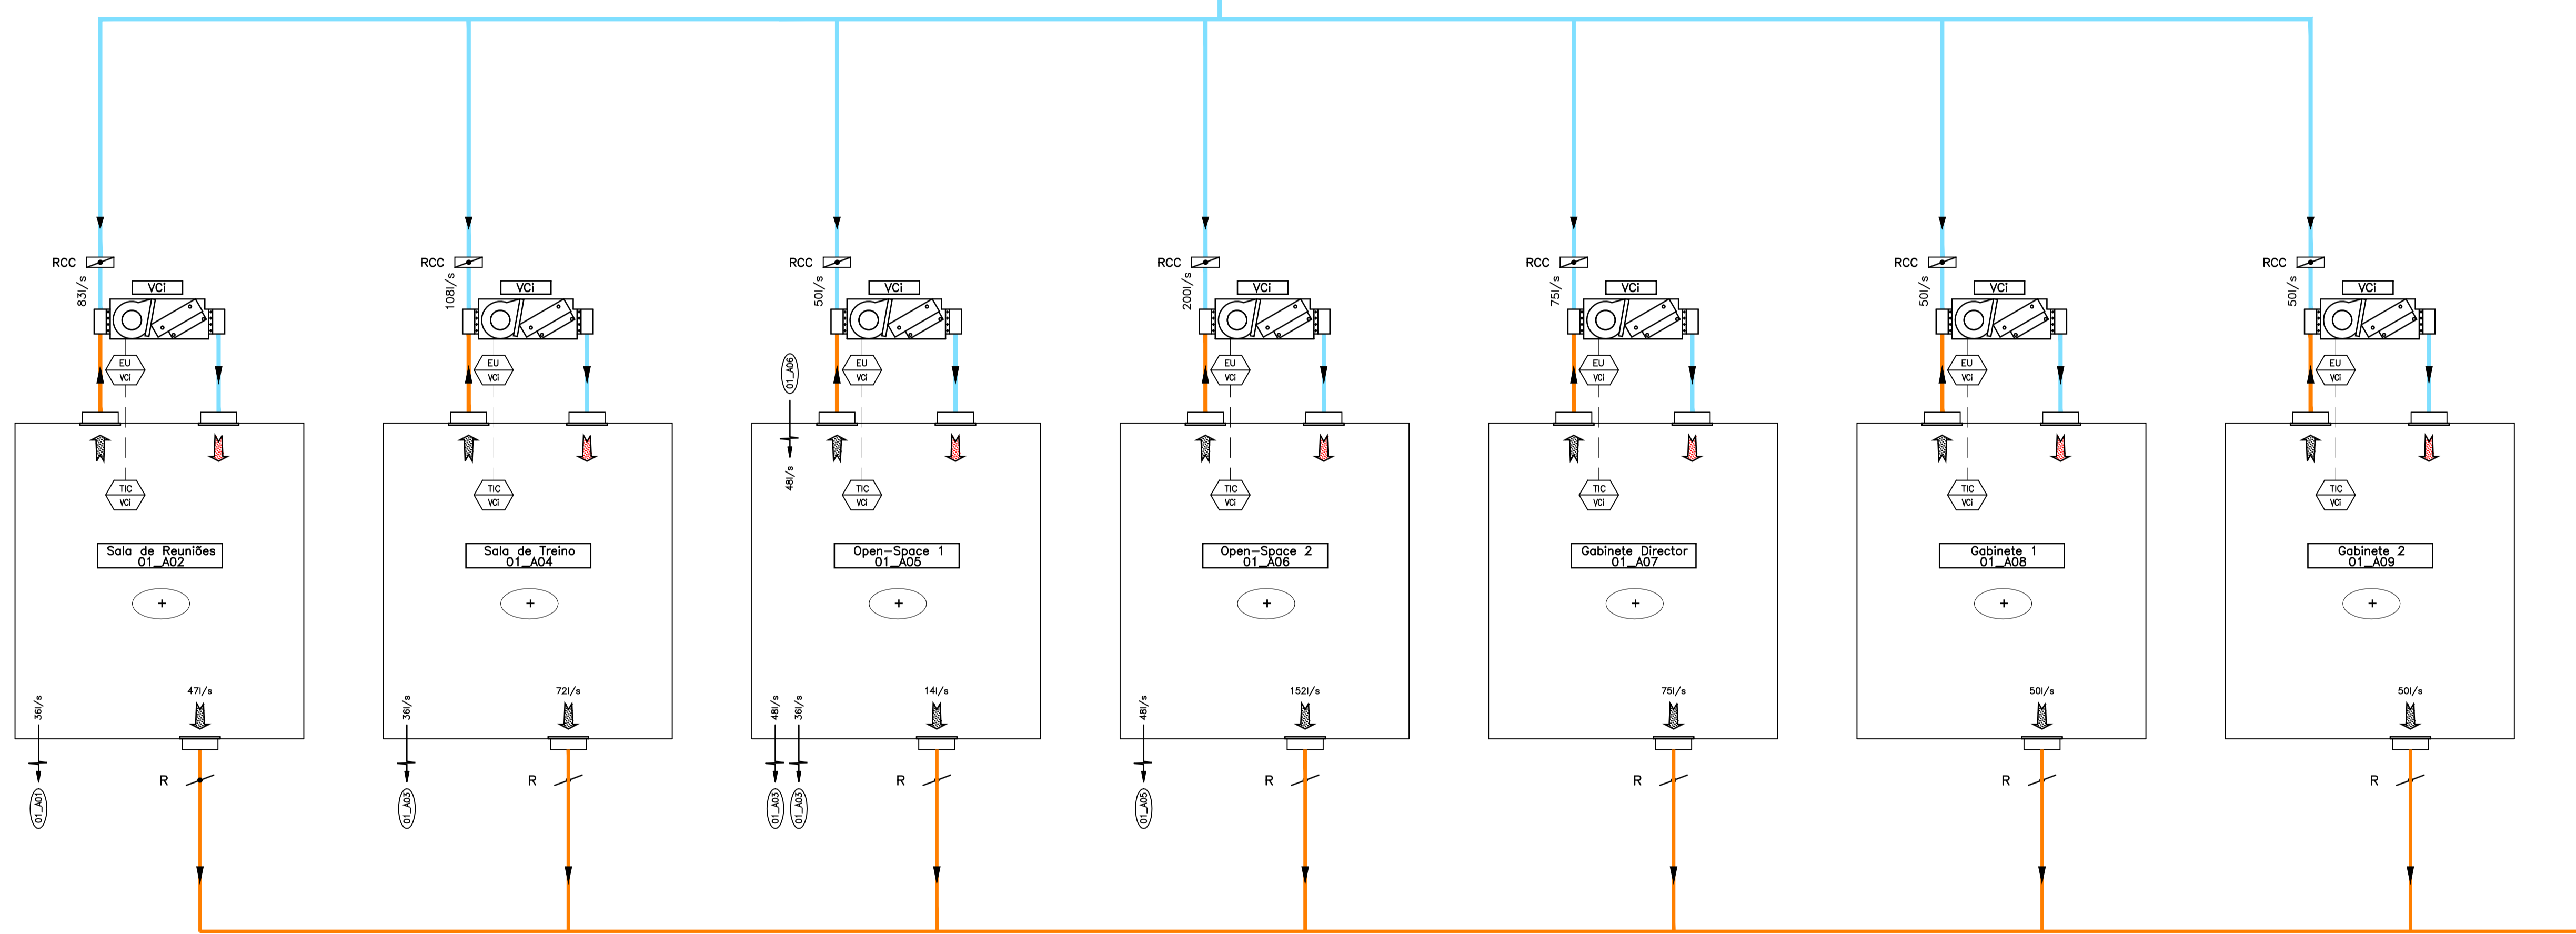 RCC
83l/s
VCi
EU
VCi
TIC
VCi
Sala de Reuniões
01_A02
36l/s
01_A01
47l/s
R
RCC
108l/s
VCi
EU
VCi
TIC
VCi
Sala de Treino
01_A04
36l/s
01_A03
72l/s
R
RCC
50l/s
VCi
EU
VCi
01_A06
48l/s
TIC
VCi
Open-Space 1
01_A05
48l/s
01_A03
36l/s
01_A03
14l/s
R
RCC
200l/s
VCi
EU
VCi
TIC
VCi
Open-Space 2
01_A06
48l/s
01_A05
152l/s
R
RCC
75l/s
VCi
EU
VCi
TIC
VCi
Gabinete Director
01_A07
75l/s
R
RCC
50l/s
VCi
EU
VCi
TIC
VCi
Gabinete 1
01_A08
50l/s
R
RCC
50l/s
VCi
EU
VCi
TIC
VCi
Gabinete 2
01_A09
50l/s
R